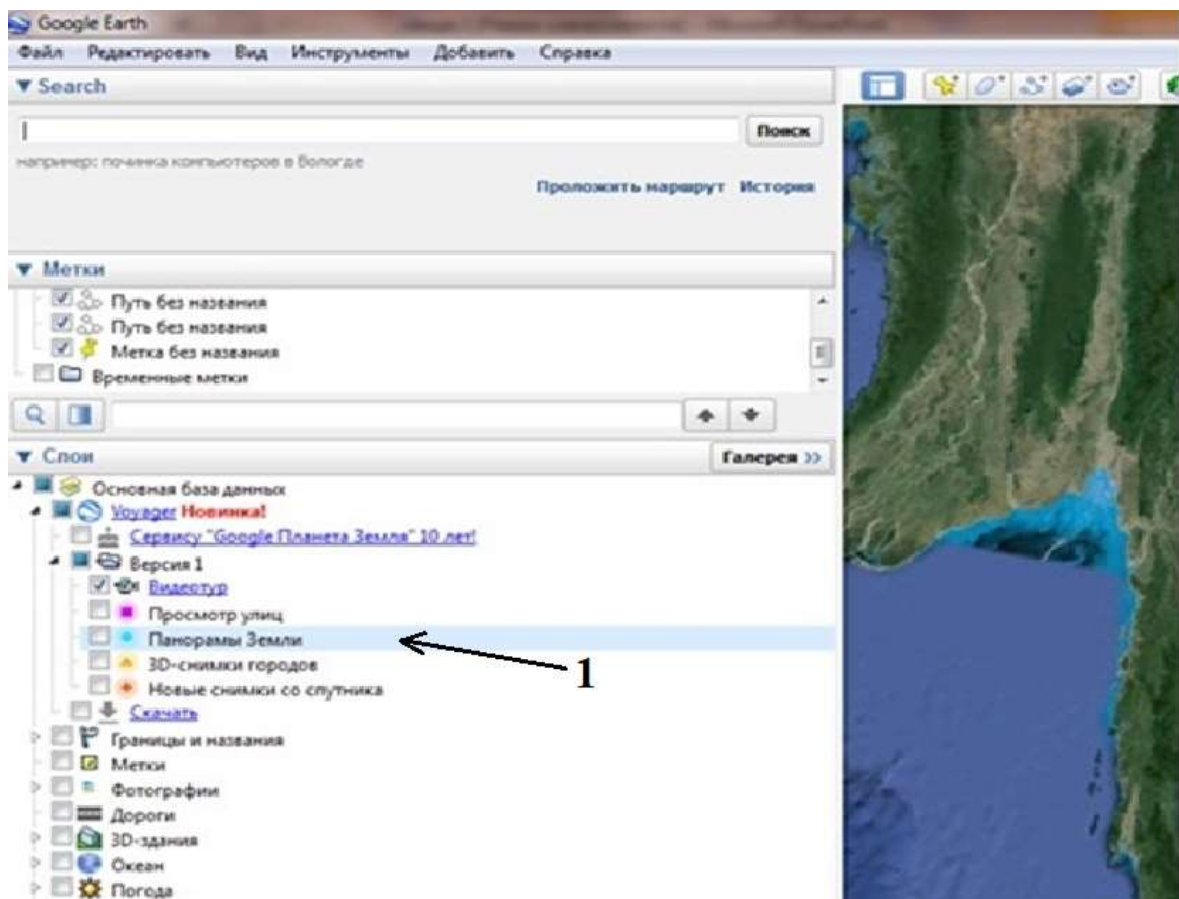 Google Earth
Файл Редактировать Вид Инструменты Добавить Справка
Search
Поиск
например: починка компьютеров в Вологде
Проложить маршрут История
Метки
Путь без названия
Путь без названия
Метка без названия
Временные метки
Слои
Галерея >>
Основная база данных
Voyager Новинка!
Сервису "Google Планета Земля" 10 лет!
Версия 1
Видеотур
Просмотр улиц
Панорамы Земли
3D-снимки городов
1
Новые снимки со спутника
Скачать
Границы и названия
Метки
Фотографии
Дороги
3D-здания
Океан
Погода